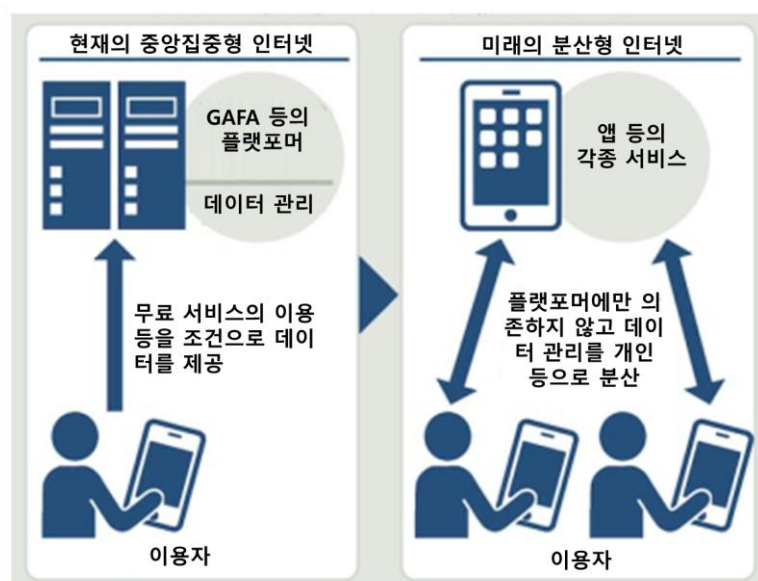 현재의 중앙집중형 인터넷
GAFA 등의
플랫포머
데이터 관리
무료 서비스의 이용
등을 조건으로 데이
터를 제공
이용자
미래의 분산형 인터넷
앱 등의
각종 서비스
플랫포머에만 의
존하지 않고 데이
터 관리를 개인
등으로 분산
이용자